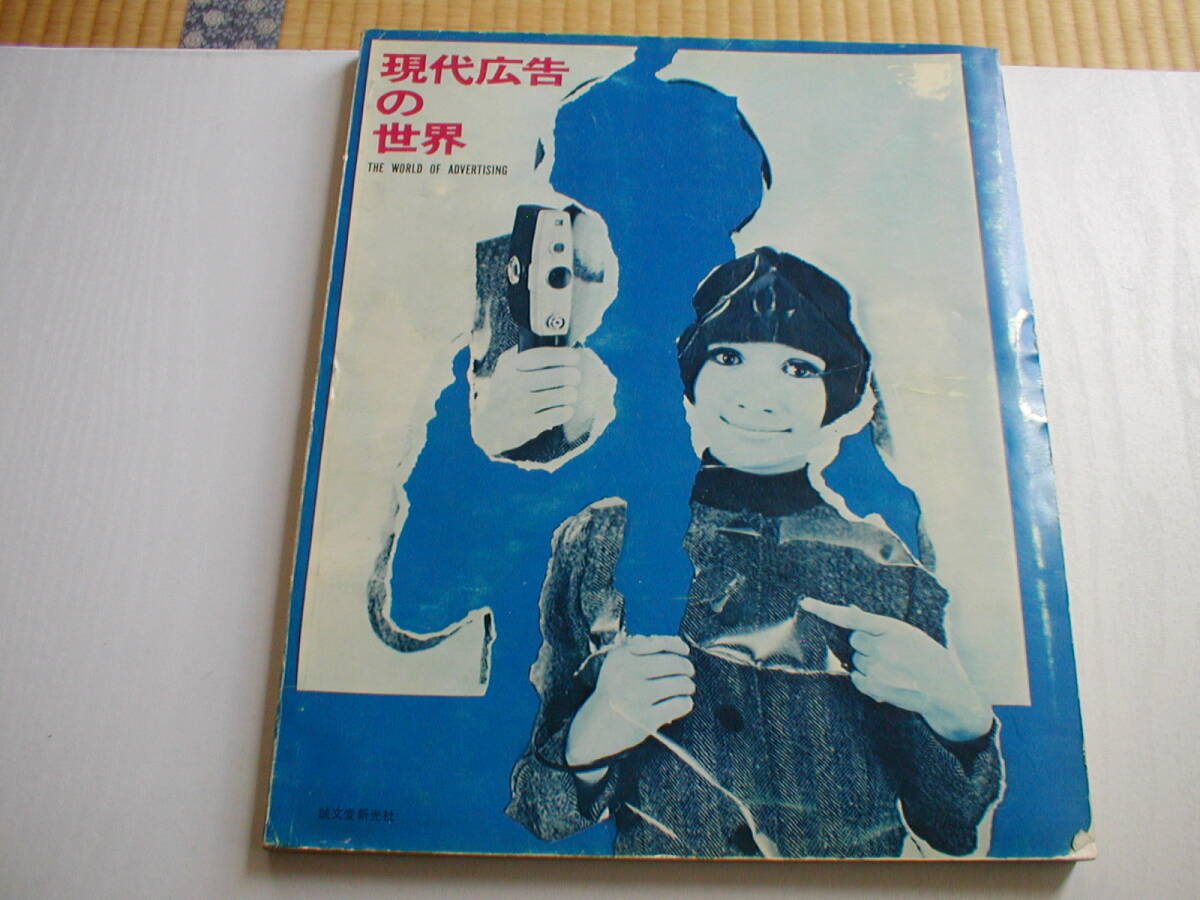 現代広告
の
世界
THE WORLD OF ADVERTISING
誠文堂新光社